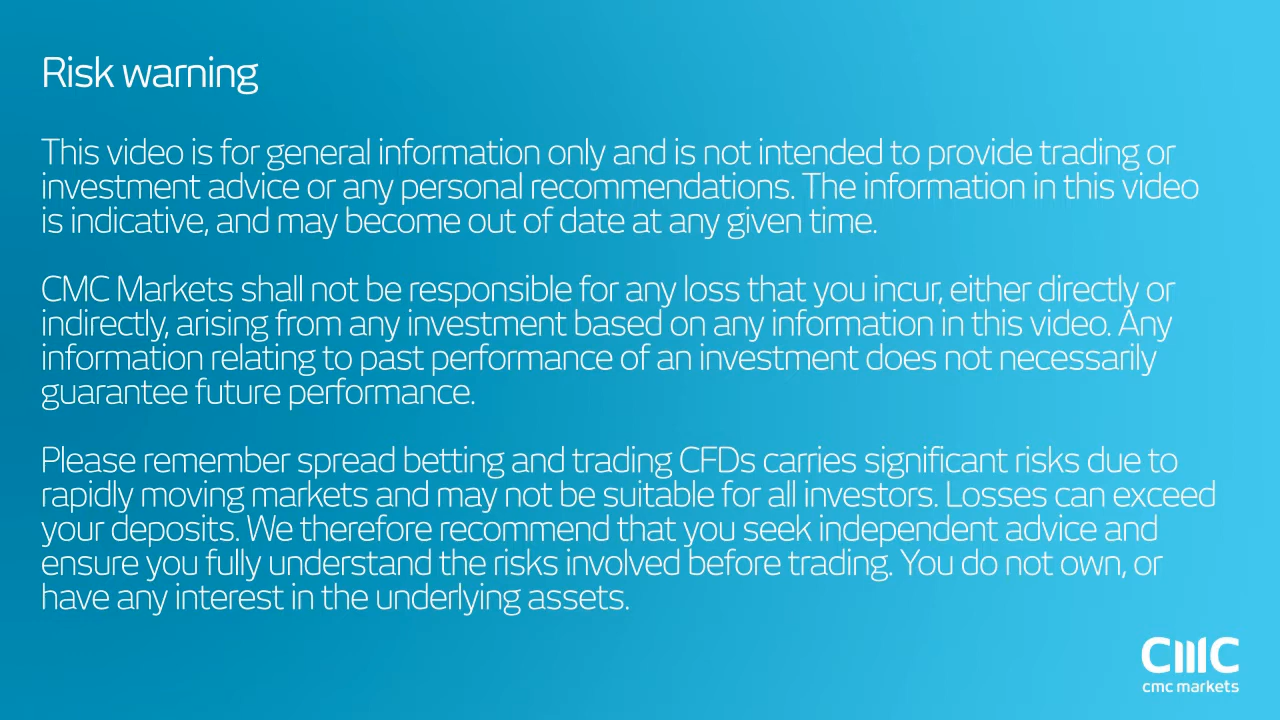 Risk warning
This video is for general information only and is not intended to provide trading or
investment advice or any personal recommendations. The information in this video
is indicative, and may become out of date at any given time.
CMC Markets shall not be responsible for any loss that you incur, either directly or
indirectly, arising from any investment based on any information in this video. Any
information relating to past performance of an investment does not necessarily
guarantee future performance.
Please remember spread betting and trading CFDs carries significant risks due to
rapidly moving markets and may not be suitable for all investors. Losses can exceed
your deposits. We therefore recommend that you seek independent advice and
ensure you fully understand the risks involved before trading. You do not own, or
have any interest in the underlying assets.
CMC
cmc markets